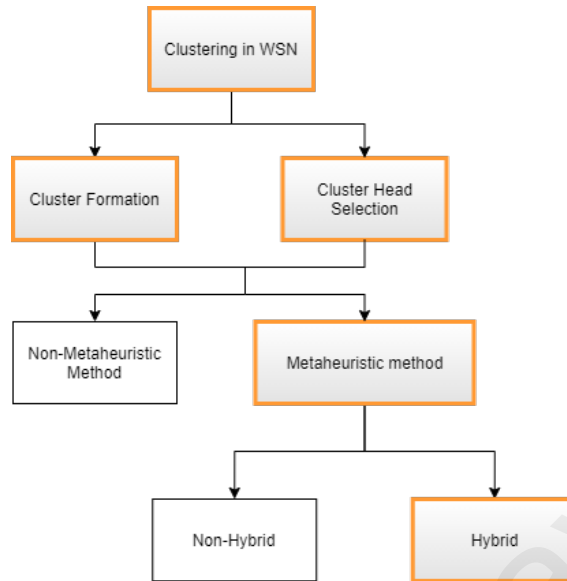 Clustering in WSN
Cluster Formation
Cluster Head
Selection
Non-Metaheuristic
Method
Metaheuristic method
Non-Hybrid
Hybrid